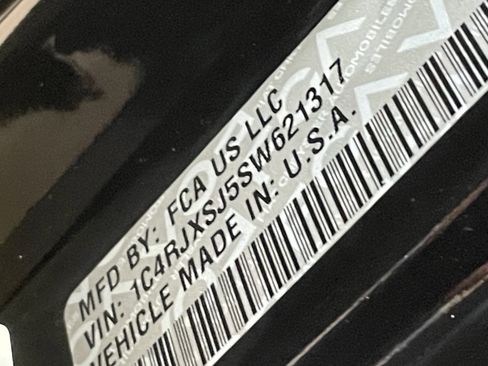 MFD BY: FCA US LLC
VIN: 1C4RJXSJ5SW621317
VEHICLE MADE IN: U.S.A.